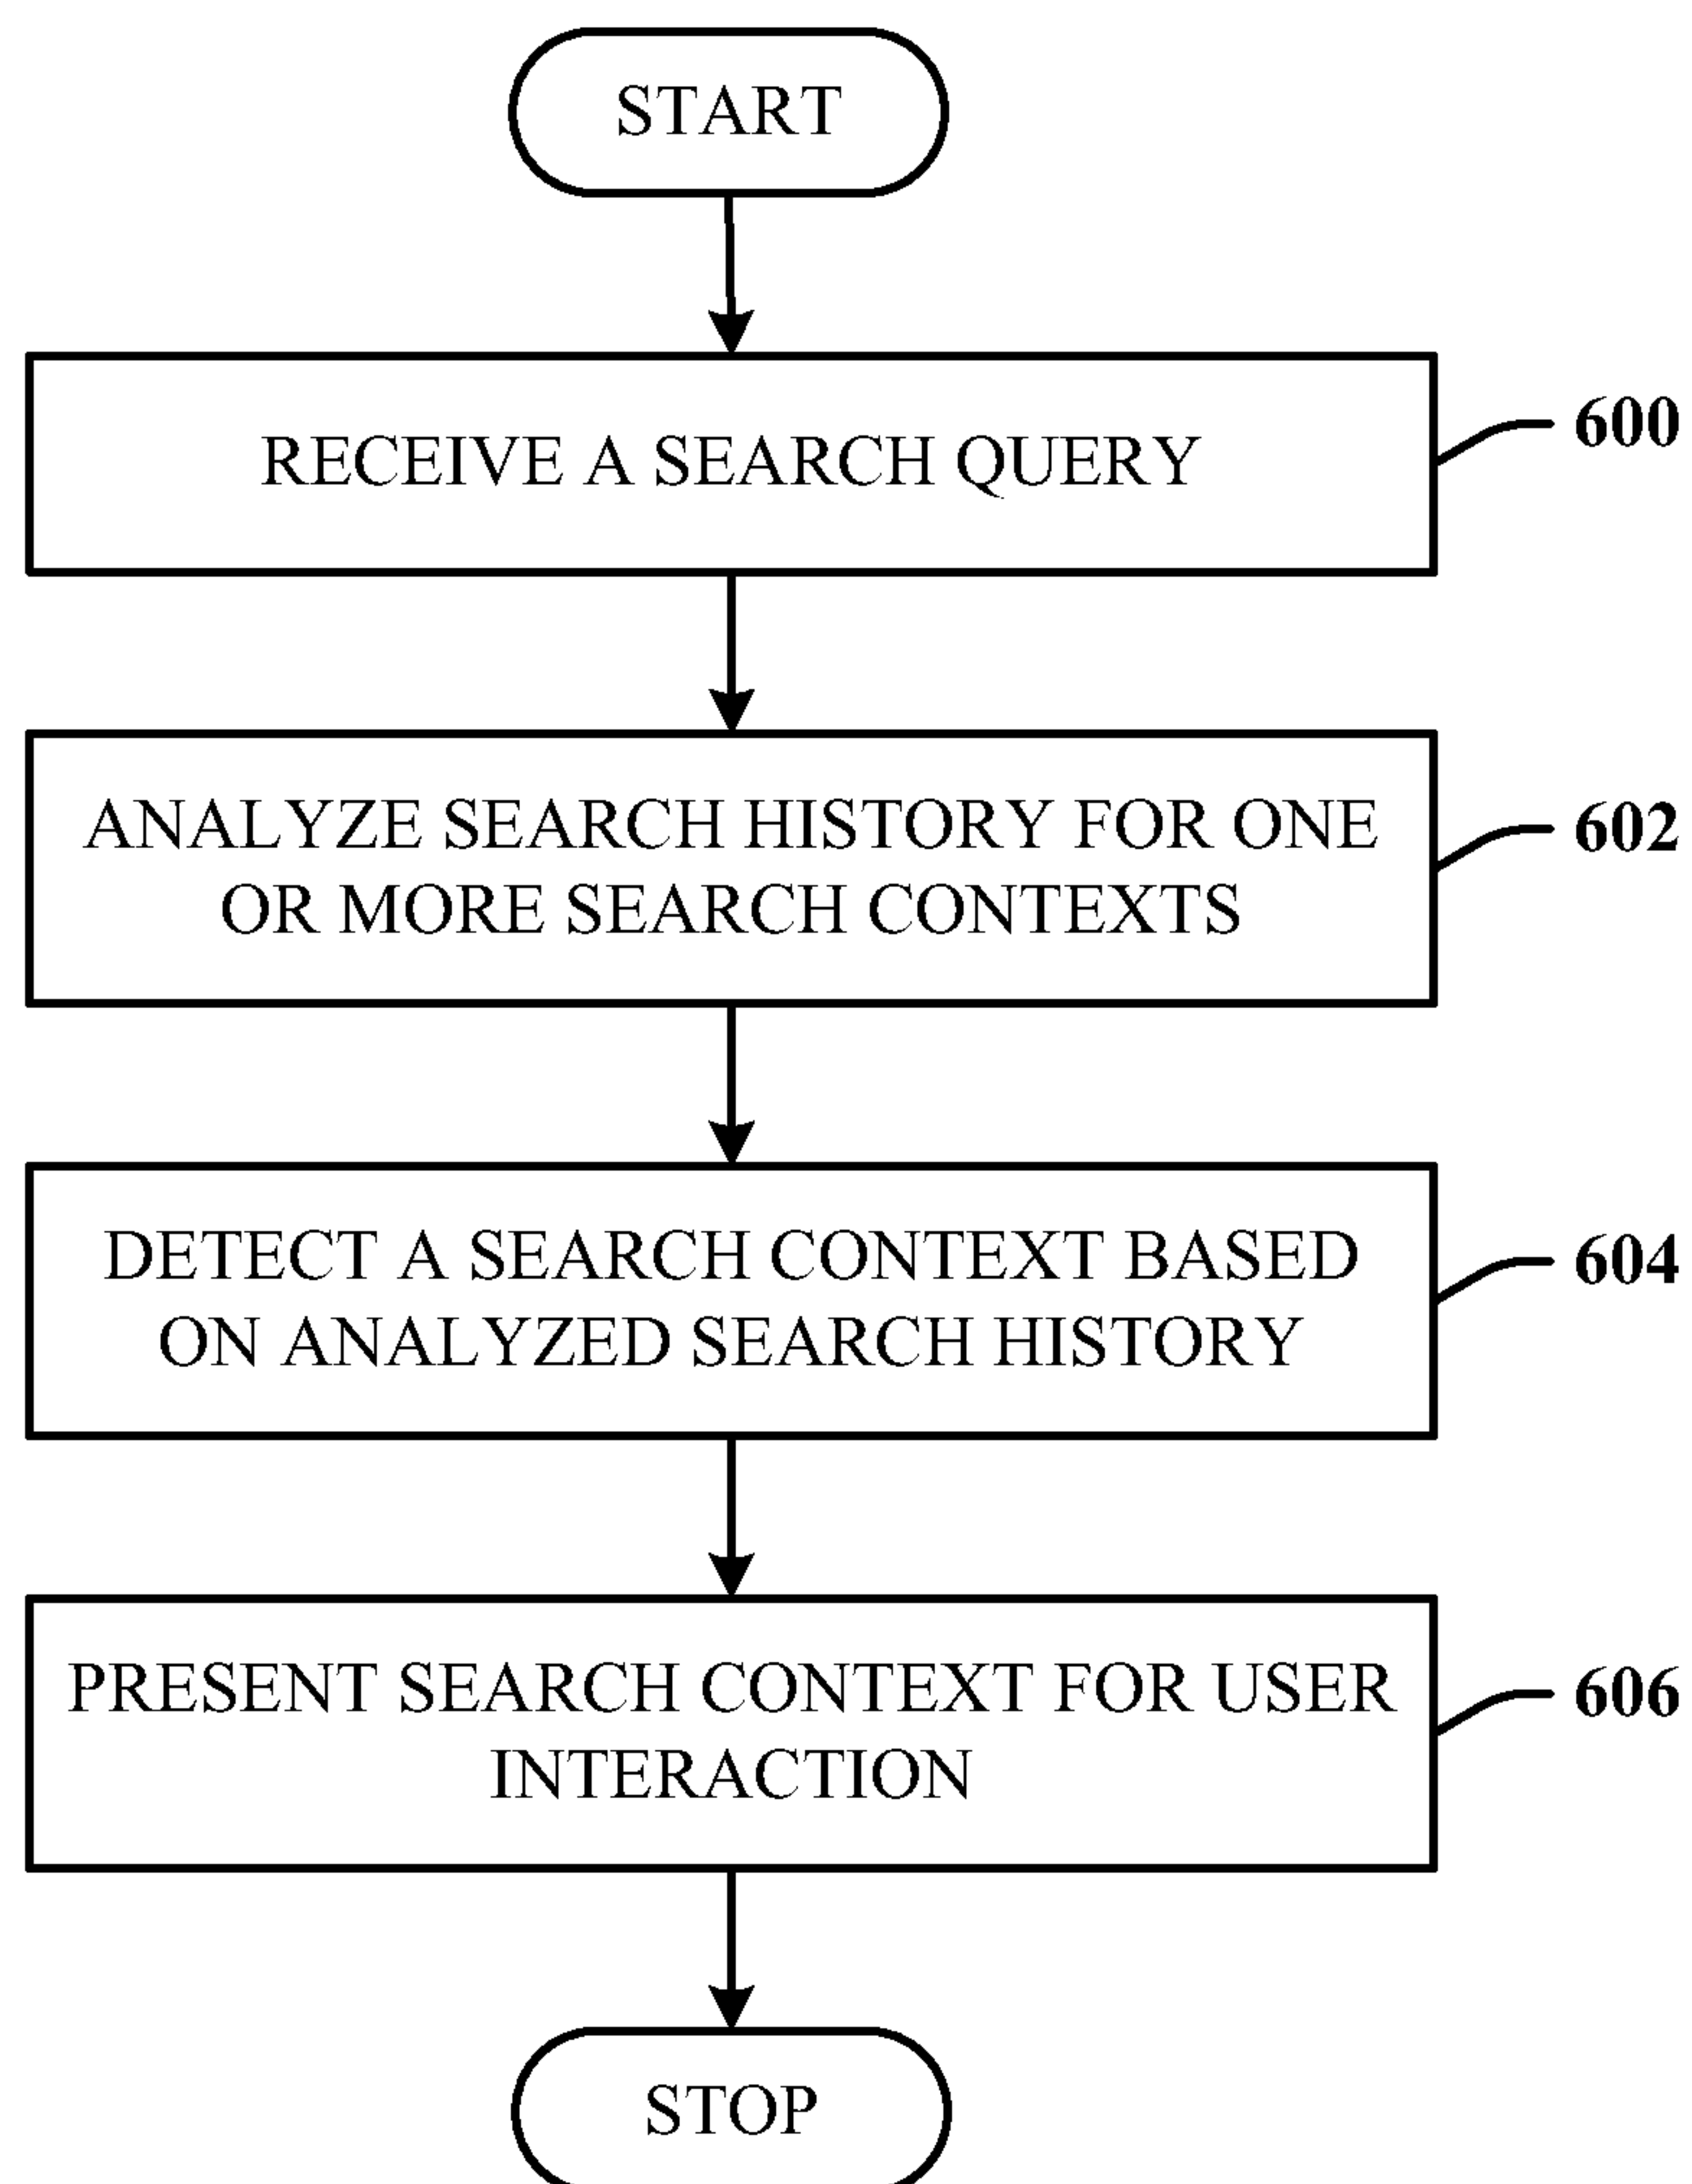 START
RECEIVE A SEARCH QUERY
600
ANALYZE SEARCH HISTORY FOR ONE
OR MORE SEARCH CONTEXTS
602
DETECT A SEARCH CONTEXT BASED
ON ANALYZED SEARCH HISTORY
604
PRESENT SEARCH CONTEXT FOR USER
INTERACTION
606
STOP